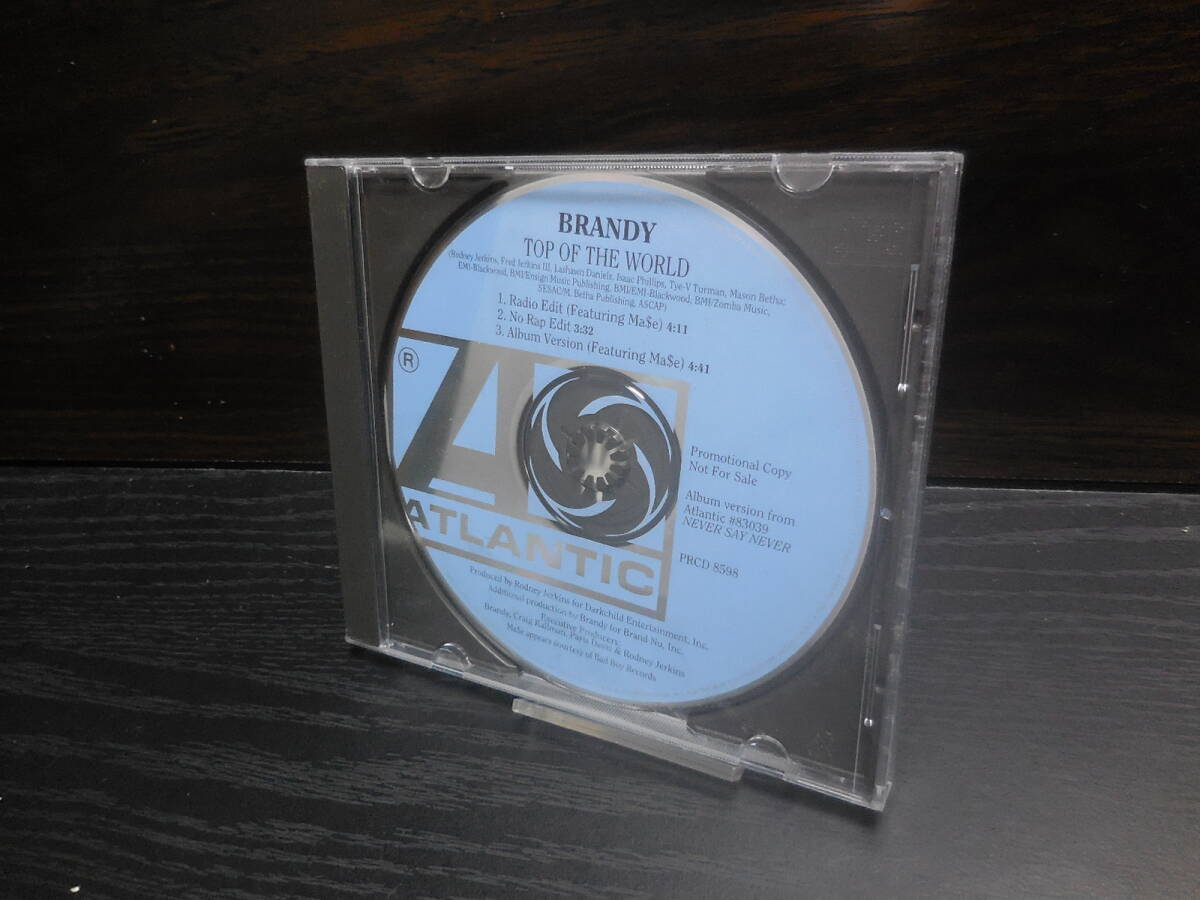 BRANDY
TOP OF THE WORLD
(Rodney Jerkins, Fred Jerkins III, Lashawn Daniels, Isaac Phillips, Tye-V Turman, Mason Betha;
EMI-Blackwood, BMI/Ensign Music Publishing, BMI/EMI-Blackwood, BMI/Zomba Music,
SESAC/M. Betha Publishing, ASCAP)
1. Radio Edit (Featuring Ma$e) 4:11
2. No Rap Edit 3:32
3. Album Version (Featuring Ma$e) 4:41
®
A
ATLANTIC
Promotional Copy
Not For Sale
Album version from
Atlantic #83039
NEVER SAY NEVER
PRCD 8598
Produced by Rodney Jerkins for Darkchild Entertainment, Inc.
Additional production by Brandy for Brand Nu, Inc.
Executive Producers:
Brandy, Craig Kallman, Paris Davis & Rodney Jerkins
Ma$e appears courtesy of Bad Boy Records